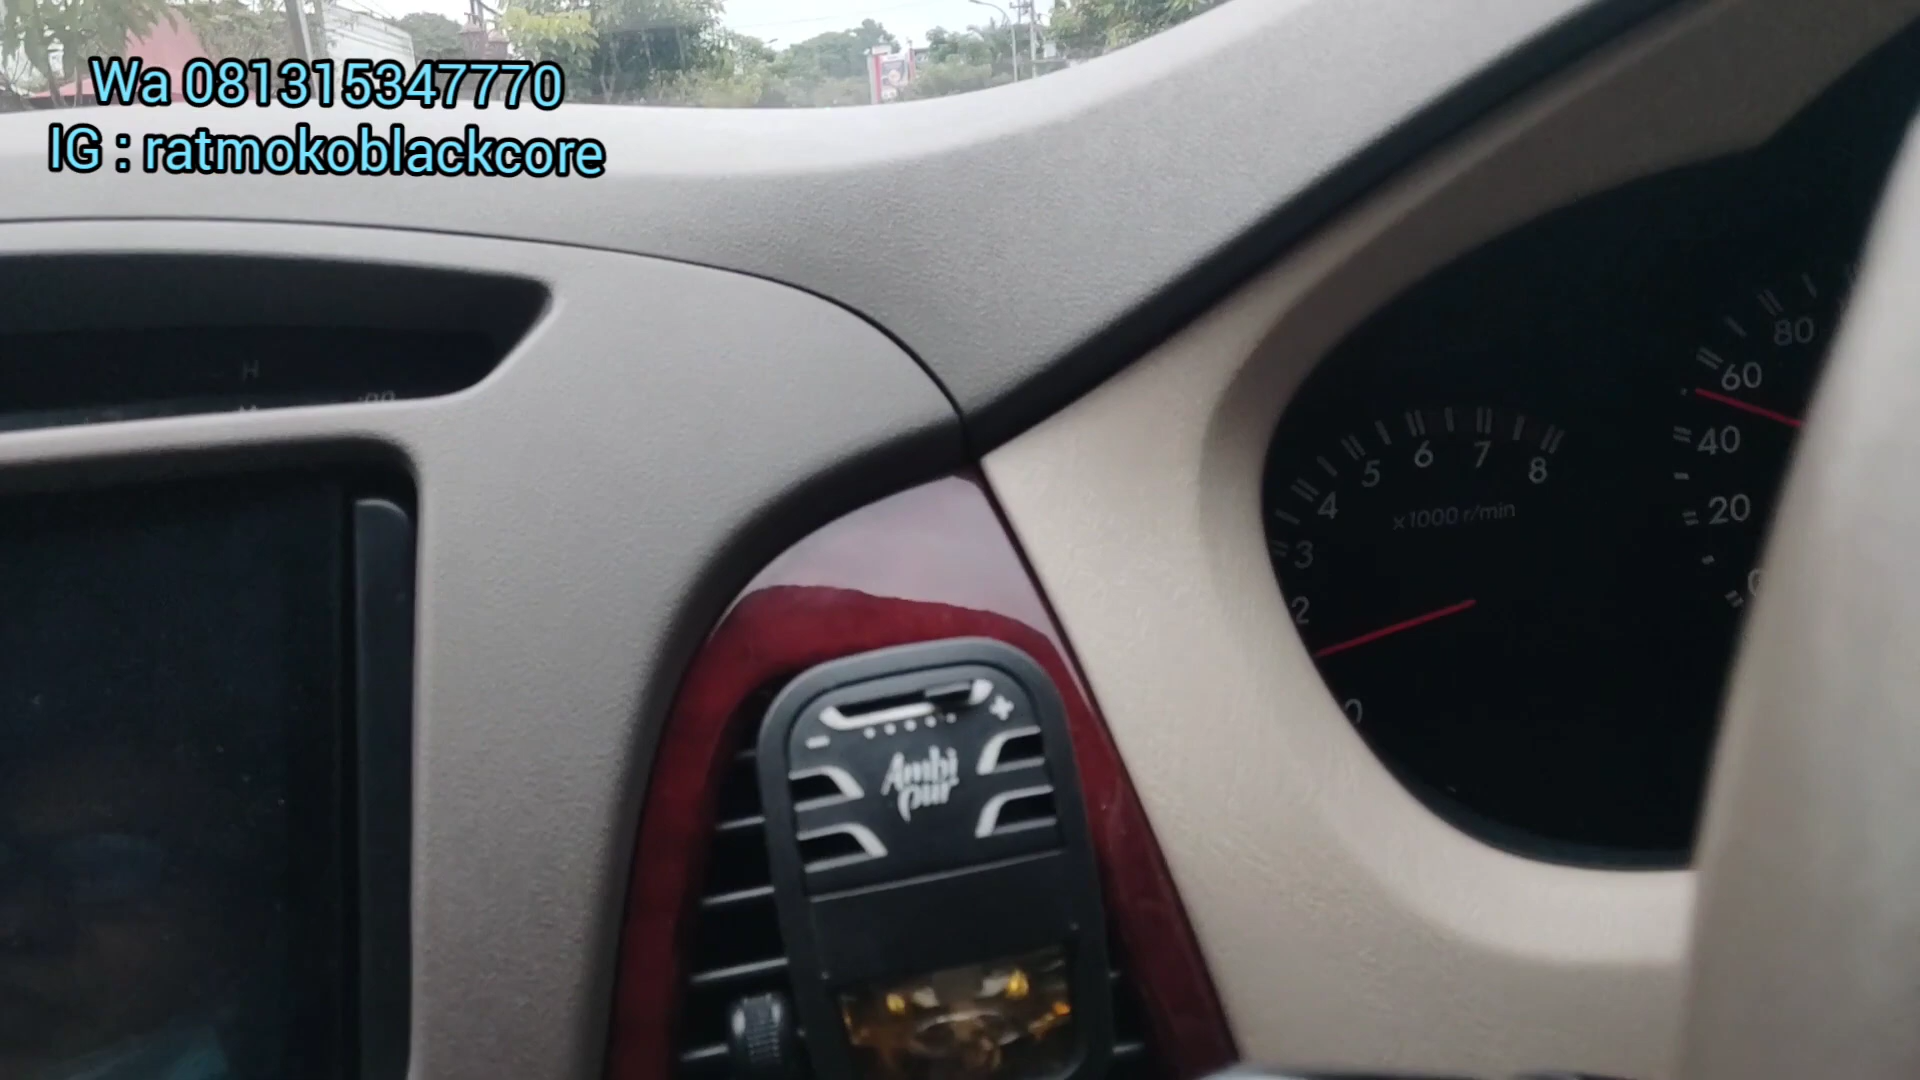 Wa 081315347770
IG : ratmokoblackcore
H
80
60
40
20
5 6 7 8
4
x1000 r/min
3
2
0
Ambi
Pur